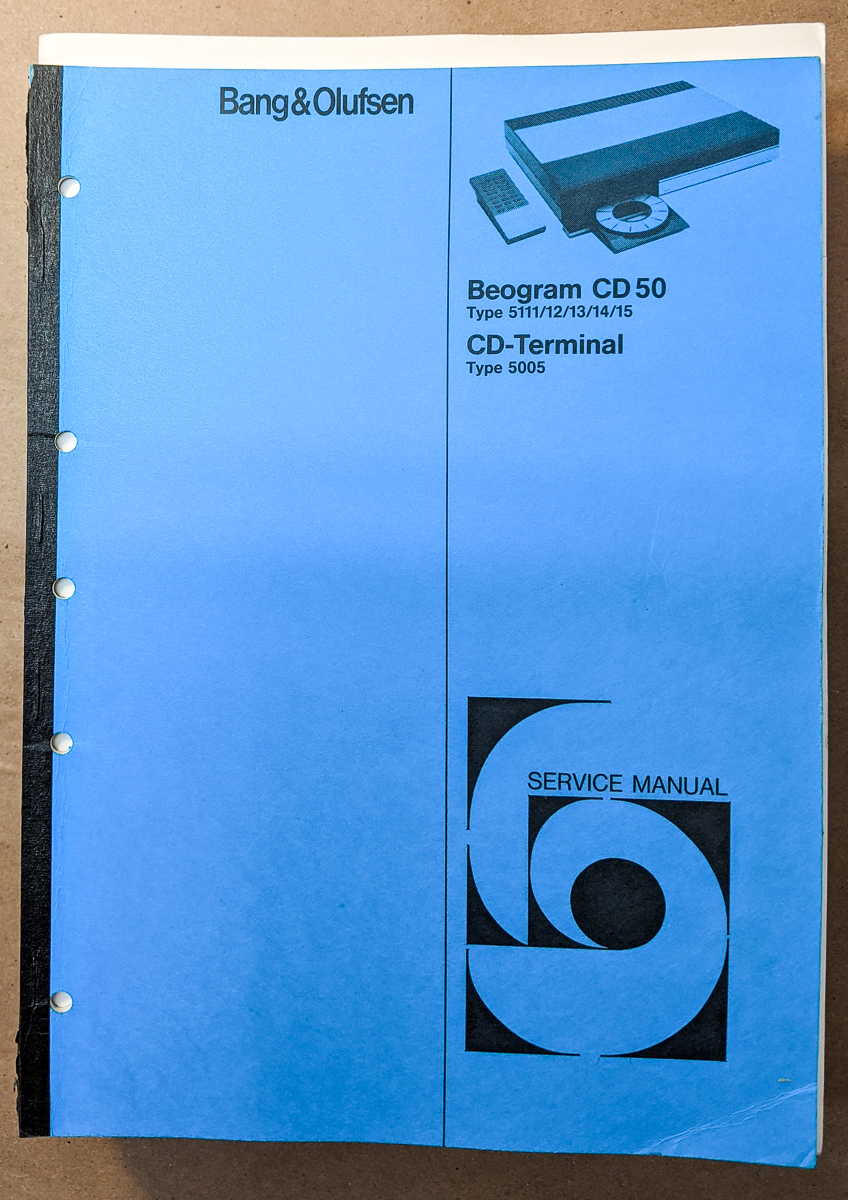 Bang&Olufsen
Beogram CD 50
Type 5111/12/13/14/15
CD-Terminal
Type 5005
SERVICE MANUAL